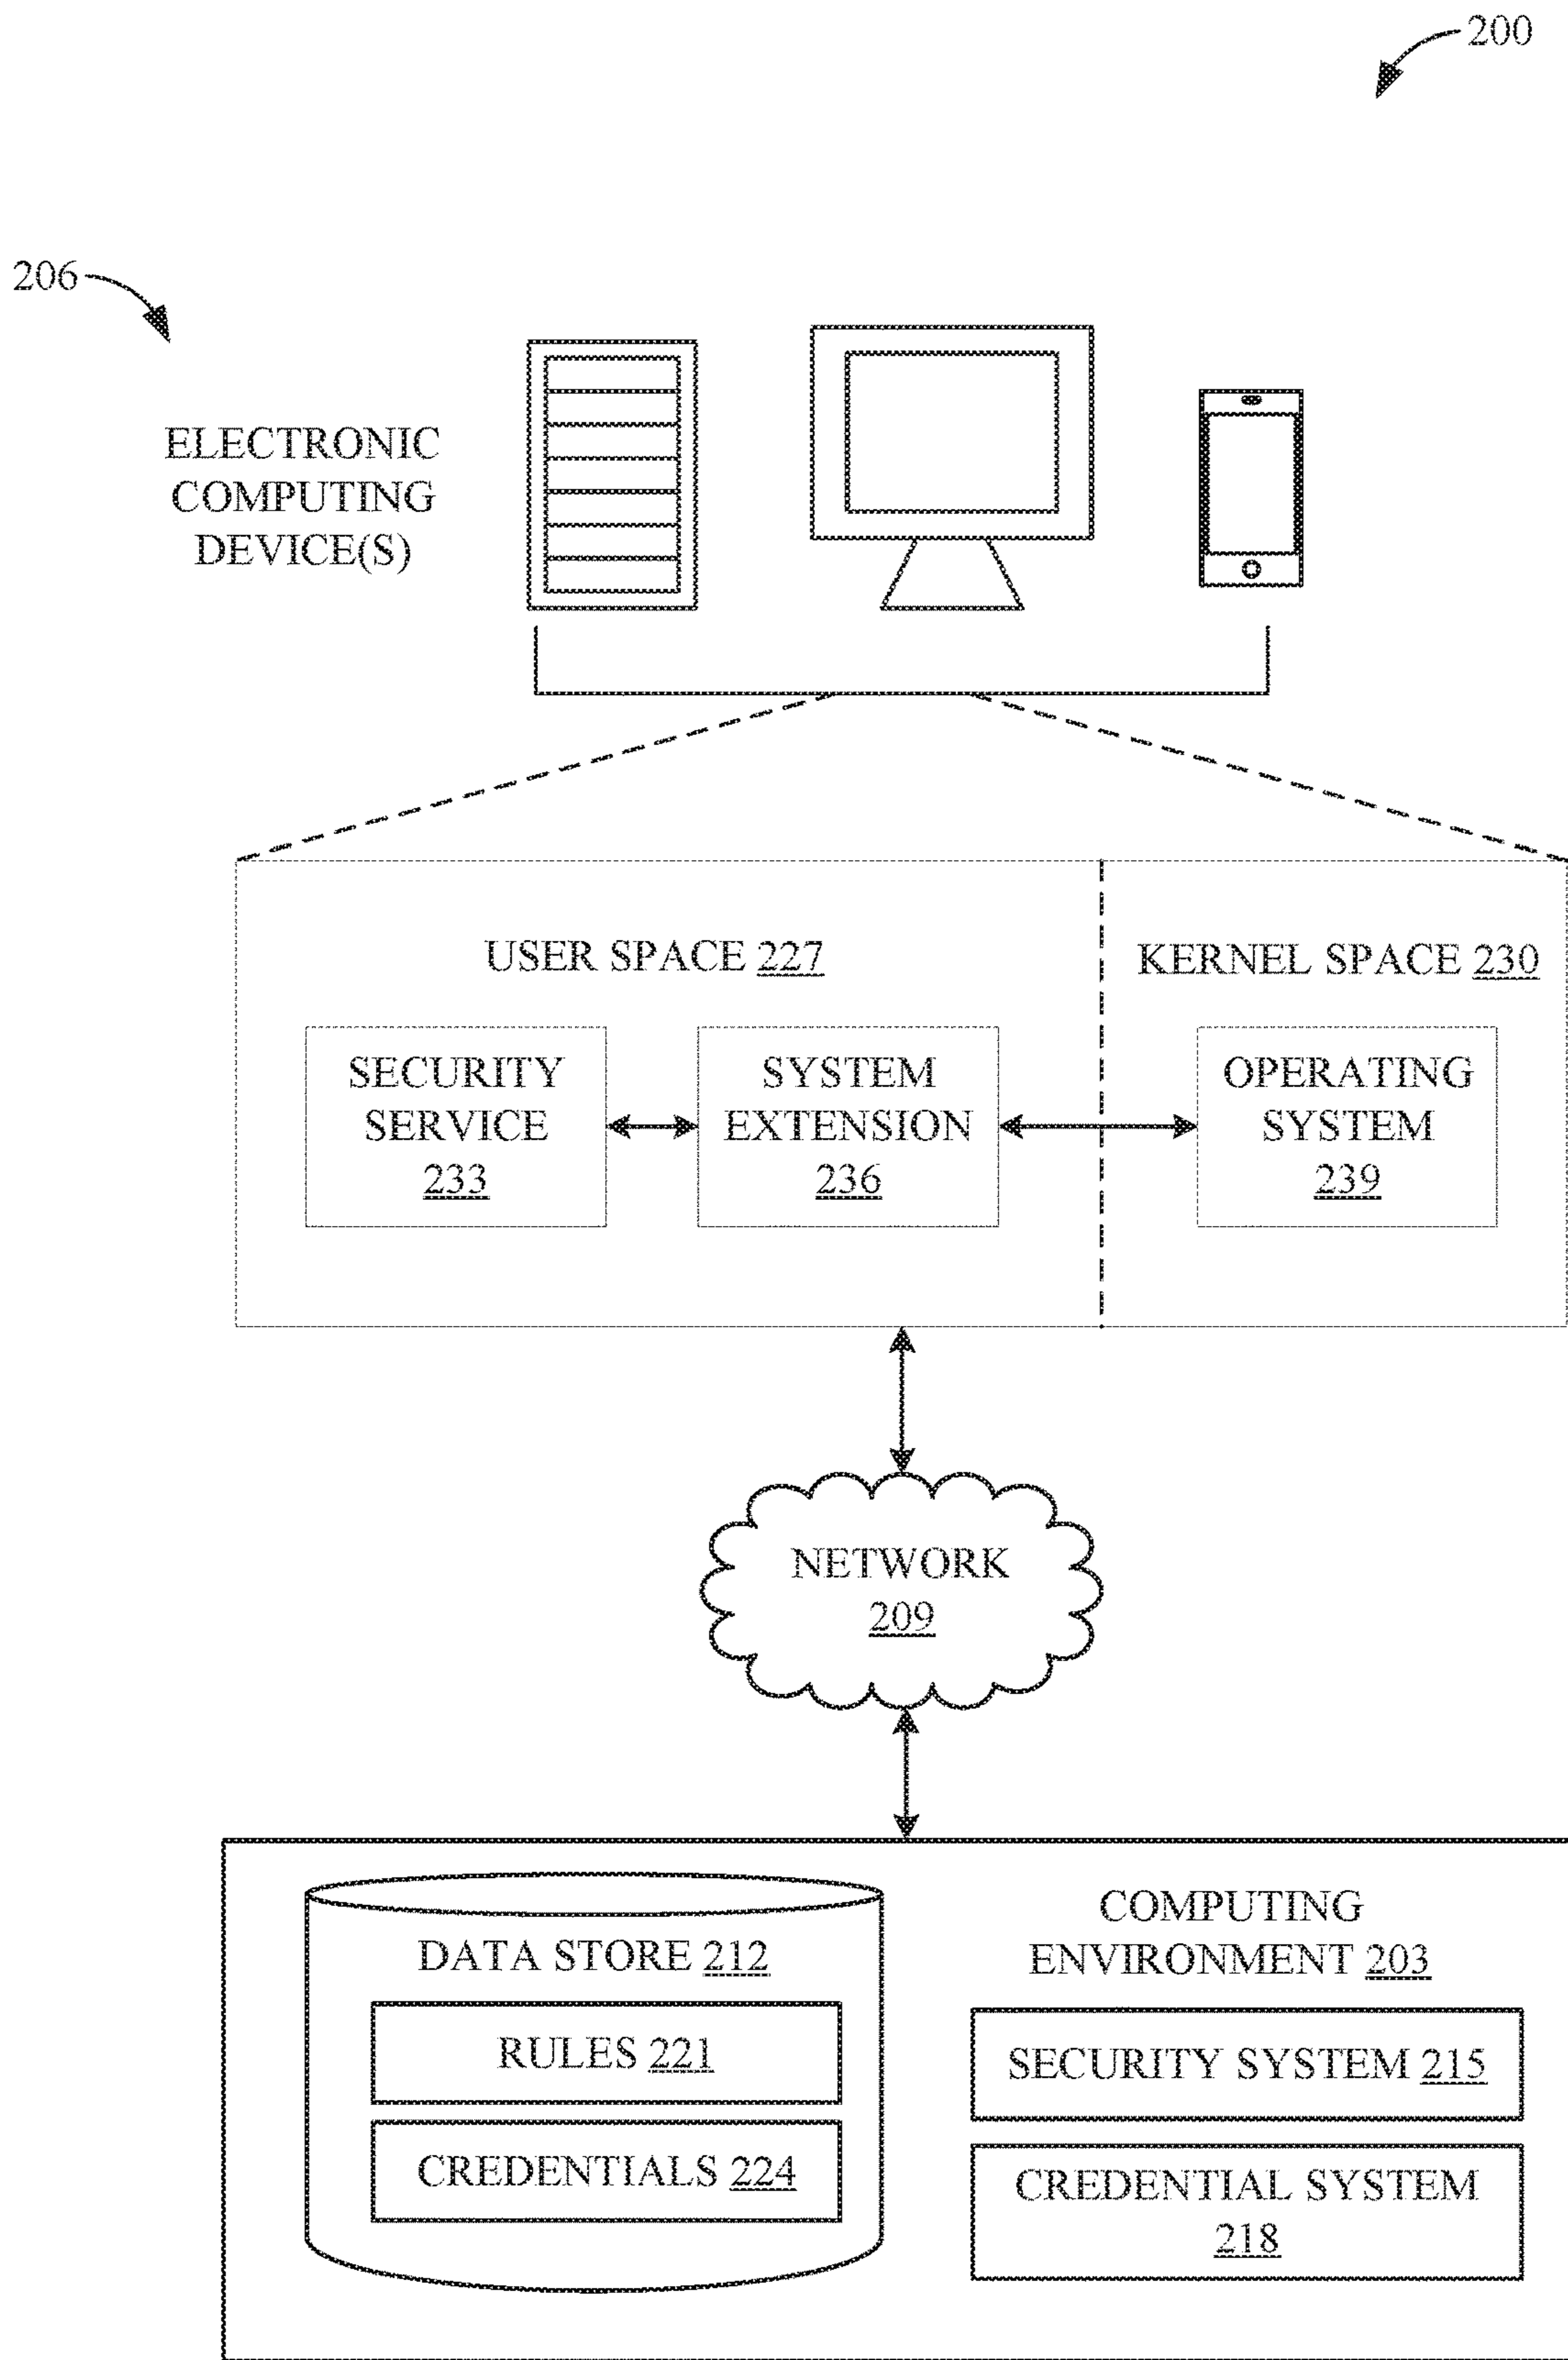 200
206
ELECTRONIC
COMPUTING
DEVICE(S)
USER SPACE 227
KERNEL SPACE 230
SECURITY
SERVICE
233
SYSTEM
EXTENSION
236
OPERATING
SYSTEM
239
NETWORK
209
DATA STORE 212
RULES 221
CREDENTIALS 224
COMPUTING
ENVIRONMENT 203
SECURITY SYSTEM 215
CREDENTIAL SYSTEM
218